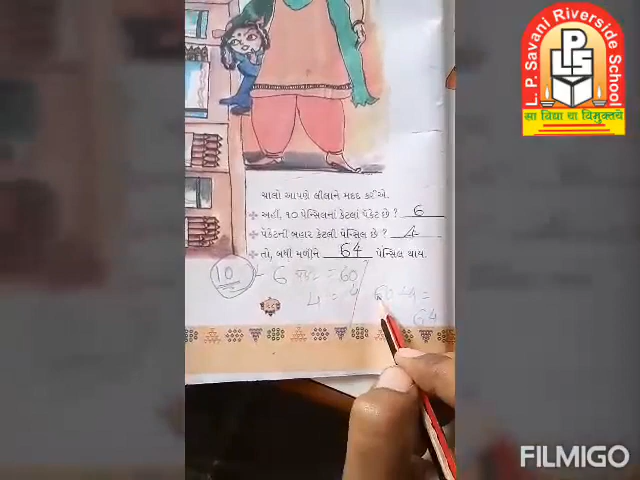 L. P. Savani Riverside School
LPS
सा विद्या या विमुक्तये
ચાલો આપણે લીલાને મદદ કરીએ.
અહીં, ૧૦ પેન્સિલનાં કેટલાં પેકેટ છે ? 6
પેકેટની બહાર કેટલી પેન્સિલ છે ? 4
તો, બધી મળીને 64 પેન્સિલ થાય.
10 6 = 60
4 = 4
60 + 4 =
64
FILMIGO